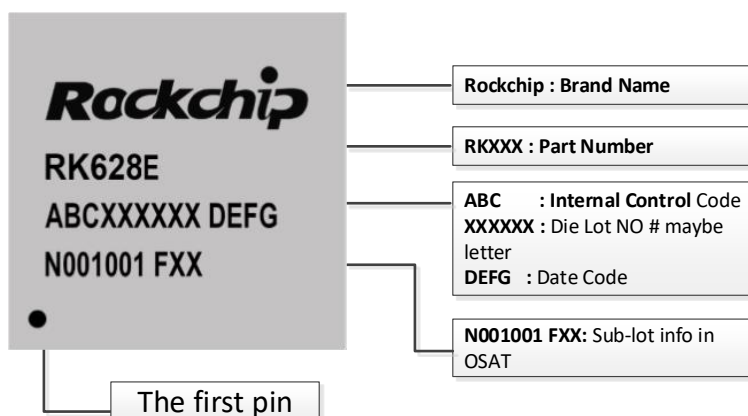 Rockchip
RK628E
ABCXXXXXX DEFG
N001001 FXX
Rockchip : Brand Name
RKXXX : Part Number
ABC : Internal Control Code
XXXXXX : Die Lot NO # maybe
letter
DEFG : Date Code
N001001 FXX: Sub-lot info in
OSAT
The first pin